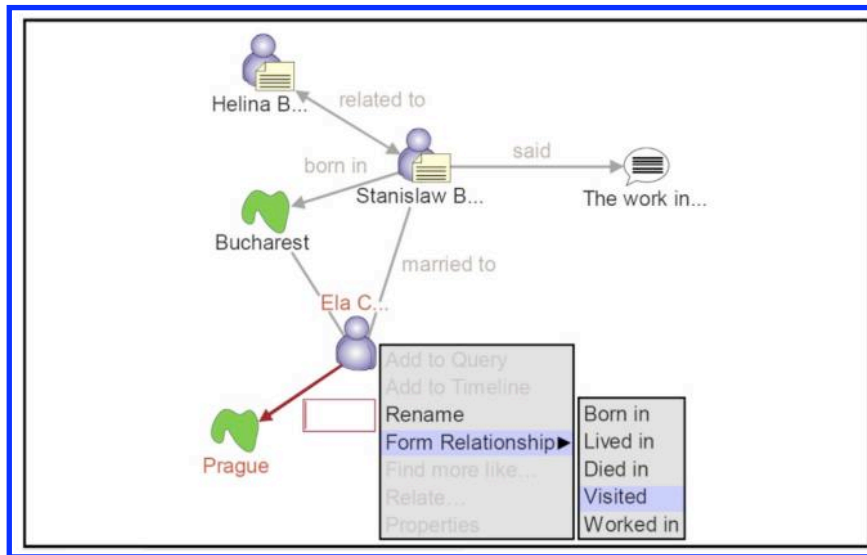 Helina B...
related to
born in
said
Stanislaw B...
The work in...
Bucharest
married to
Ela C...
Prague
Add to Query
Add to Timeline
Rename
Form Relationship
Find more like...
Relate...
Properties
Born in
Lived in
Died in
Visited
Worked in